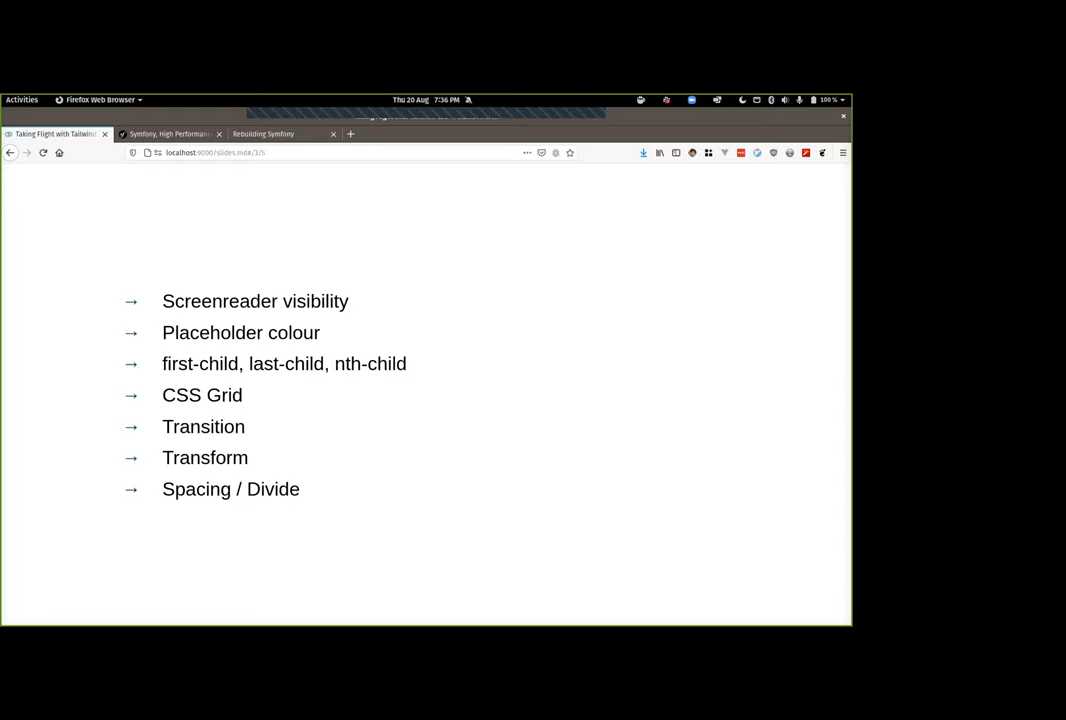 Activities Firefox Web Browser Thu 20 Aug 7:36 PM 100 %
Taking Flight with Tailwind Symfony, High Performanc Rebuilding Symfony
localhost:9000/slides.md#/3/5
→ Screenreader visibility
→ Placeholder colour
→ first-child, last-child, nth-child
→ CSS Grid
→ Transition
→ Transform
→ Spacing / Divide